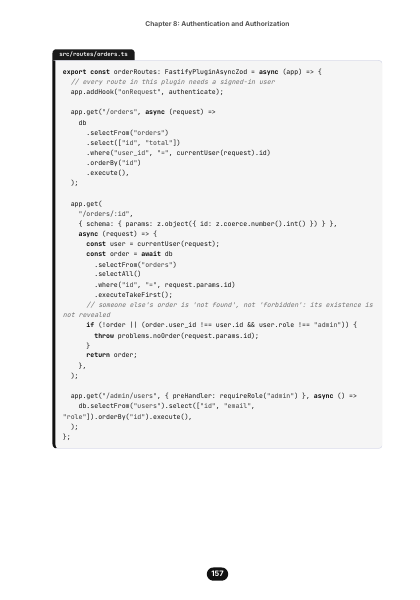 Chapter 8: Authentication and Authorization
src/routes/orders.ts
export const orderRoutes: FastifyPluginAsyncZod = async (app) => {
  // every route in this plugin needs a signed-in user
  app.addHook("onRequest", authenticate);

  app.get("/orders", async (request) =>
    db
      .selectFrom("orders")
      .select(["id", "total"])
      .where("user_id", "=", currentUser(request).id)
      .orderBy("id")
      .execute(),
  );

  app.get(
    "/orders/:id",
    { schema: { params: z.object({ id: z.coerce.number().int() }) } },
    async (request) => {
      const user = currentUser(request);
      const order = await db
        .selectFrom("orders")
        .selectAll()
        .where("id", "=", request.params.id)
        .executeTakeFirst();
      // someone else's order is 'not found', not 'forbidden': its existence is
not revealed
      if (!order || (order.user_id !== user.id && user.role !== "admin")) {
        throw problems.noOrder(request.params.id);
      }
      return order;
    },
  );

  app.get("/admin/users", { preHandler: requireRole("admin") }, async () =>
    db.selectFrom("users").select(["id", "email",
"role"]).orderBy("id").execute(),
  );
};
157